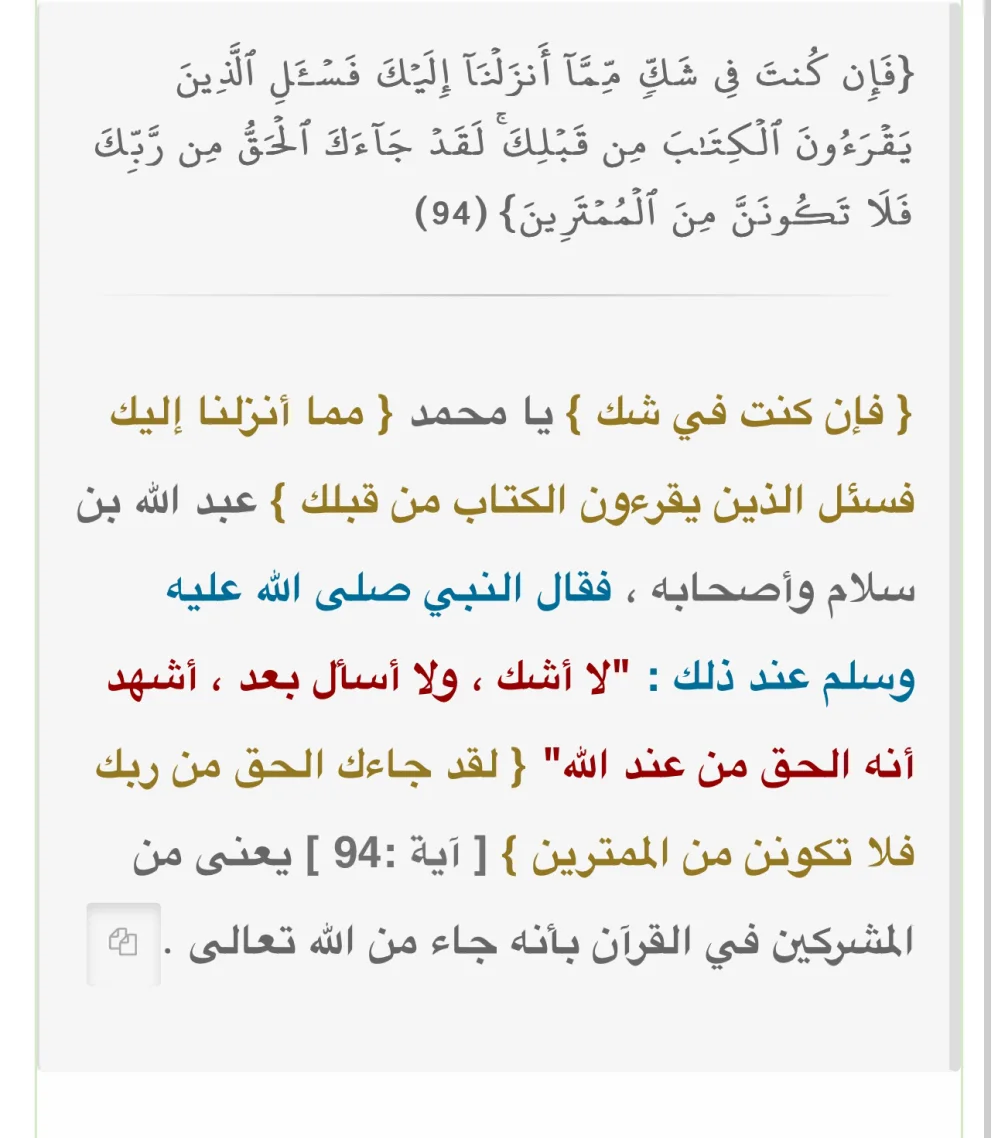 {فَإِن كُنتَ فِي شَكّٖ مِّمَّآ أَنزَلۡنَآ إِلَيۡكَ فَسۡـَٔلِ ٱلَّذِينَ
يَقۡرَءُونَ ٱلۡكِتَٰبَ مِن قَبۡلِكَۚ لَقَدۡ جَآءَكَ ٱلۡحَقُّ مِن رَّبِّكَ
فَلَا تَكُونَنَّ مِنَ ٱلۡمُمۡتَرِينَ} (94)
{ فإن كنت في شك } يا محمد { مما أنزلنا إليك
فسئل الذين يقرءون الكتاب من قبلك } عبد الله بن
سلام وأصحابه ، فقال النبي صلى الله عليه
وسلم عند ذلك : "لا أشك ، ولا أسأل بعد ، أشهد
أنه الحق من عند الله" { لقد جاءك الحق من ربك
فلا تكونن من الممترين } [ آية :94 ] يعنى من
المشركين في القرآن بأنه جاء من الله تعالى .